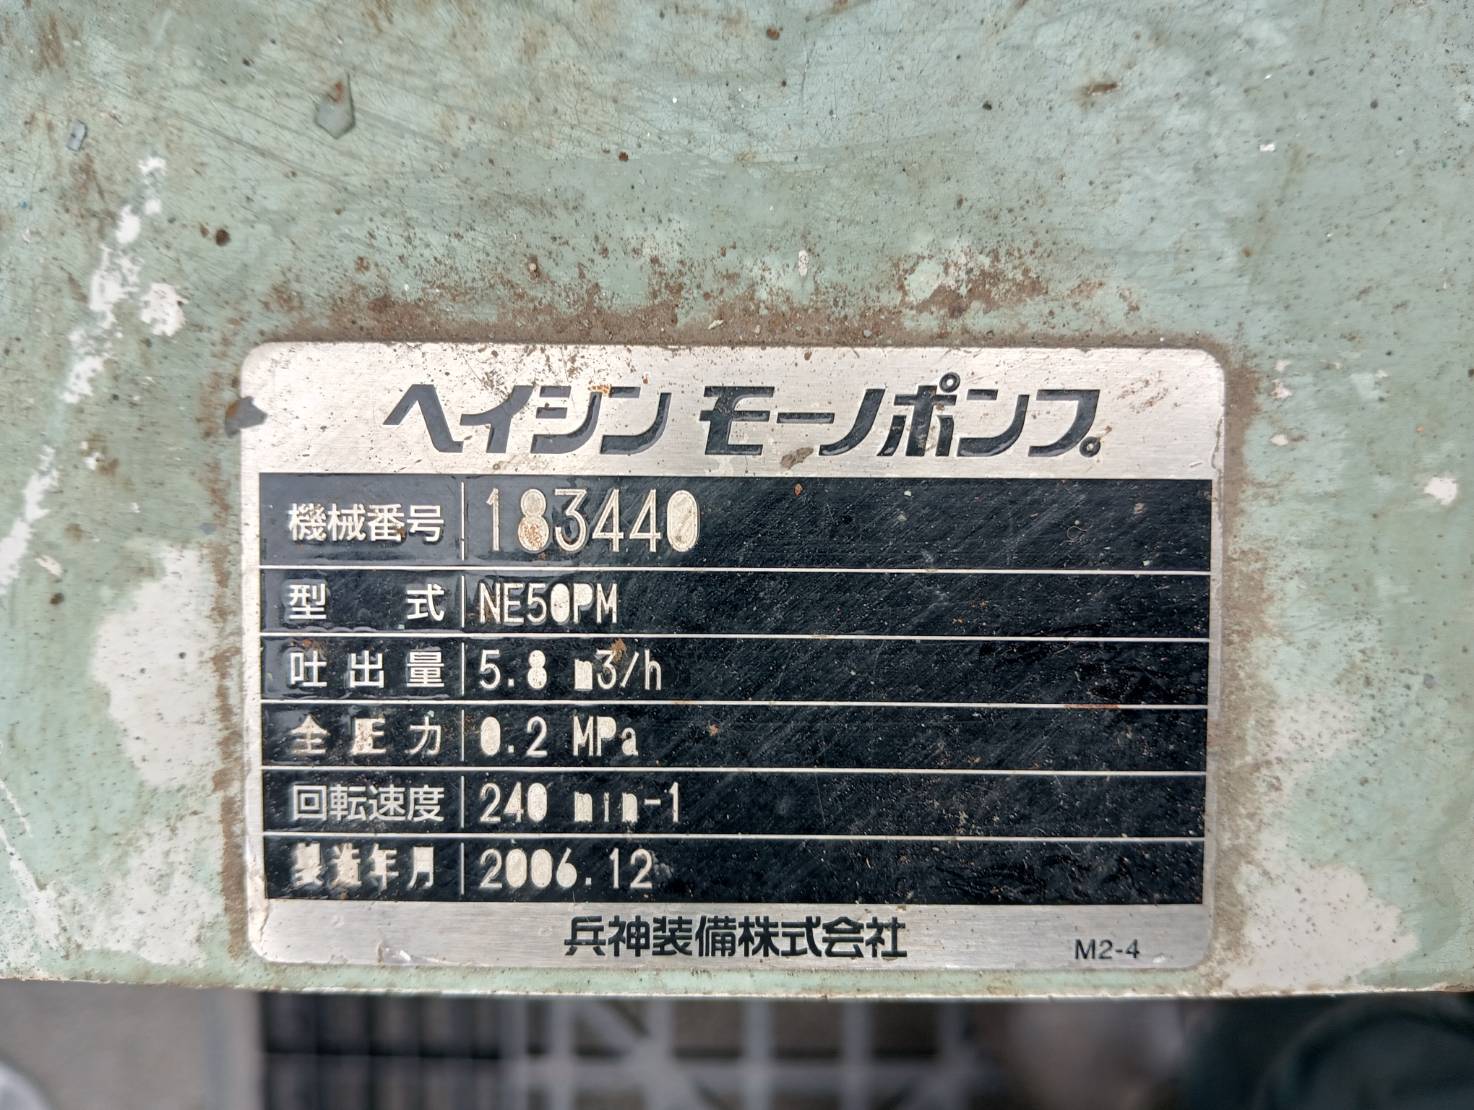 ヘイシン モーノポンプ
機械番号 183440
型式 NE50PM
吐出量 5.8 m3/h
全圧力 0.2 MPa
回転速度 240 min-1
製造年月 2006.12
兵神装備株式会社 M2-4